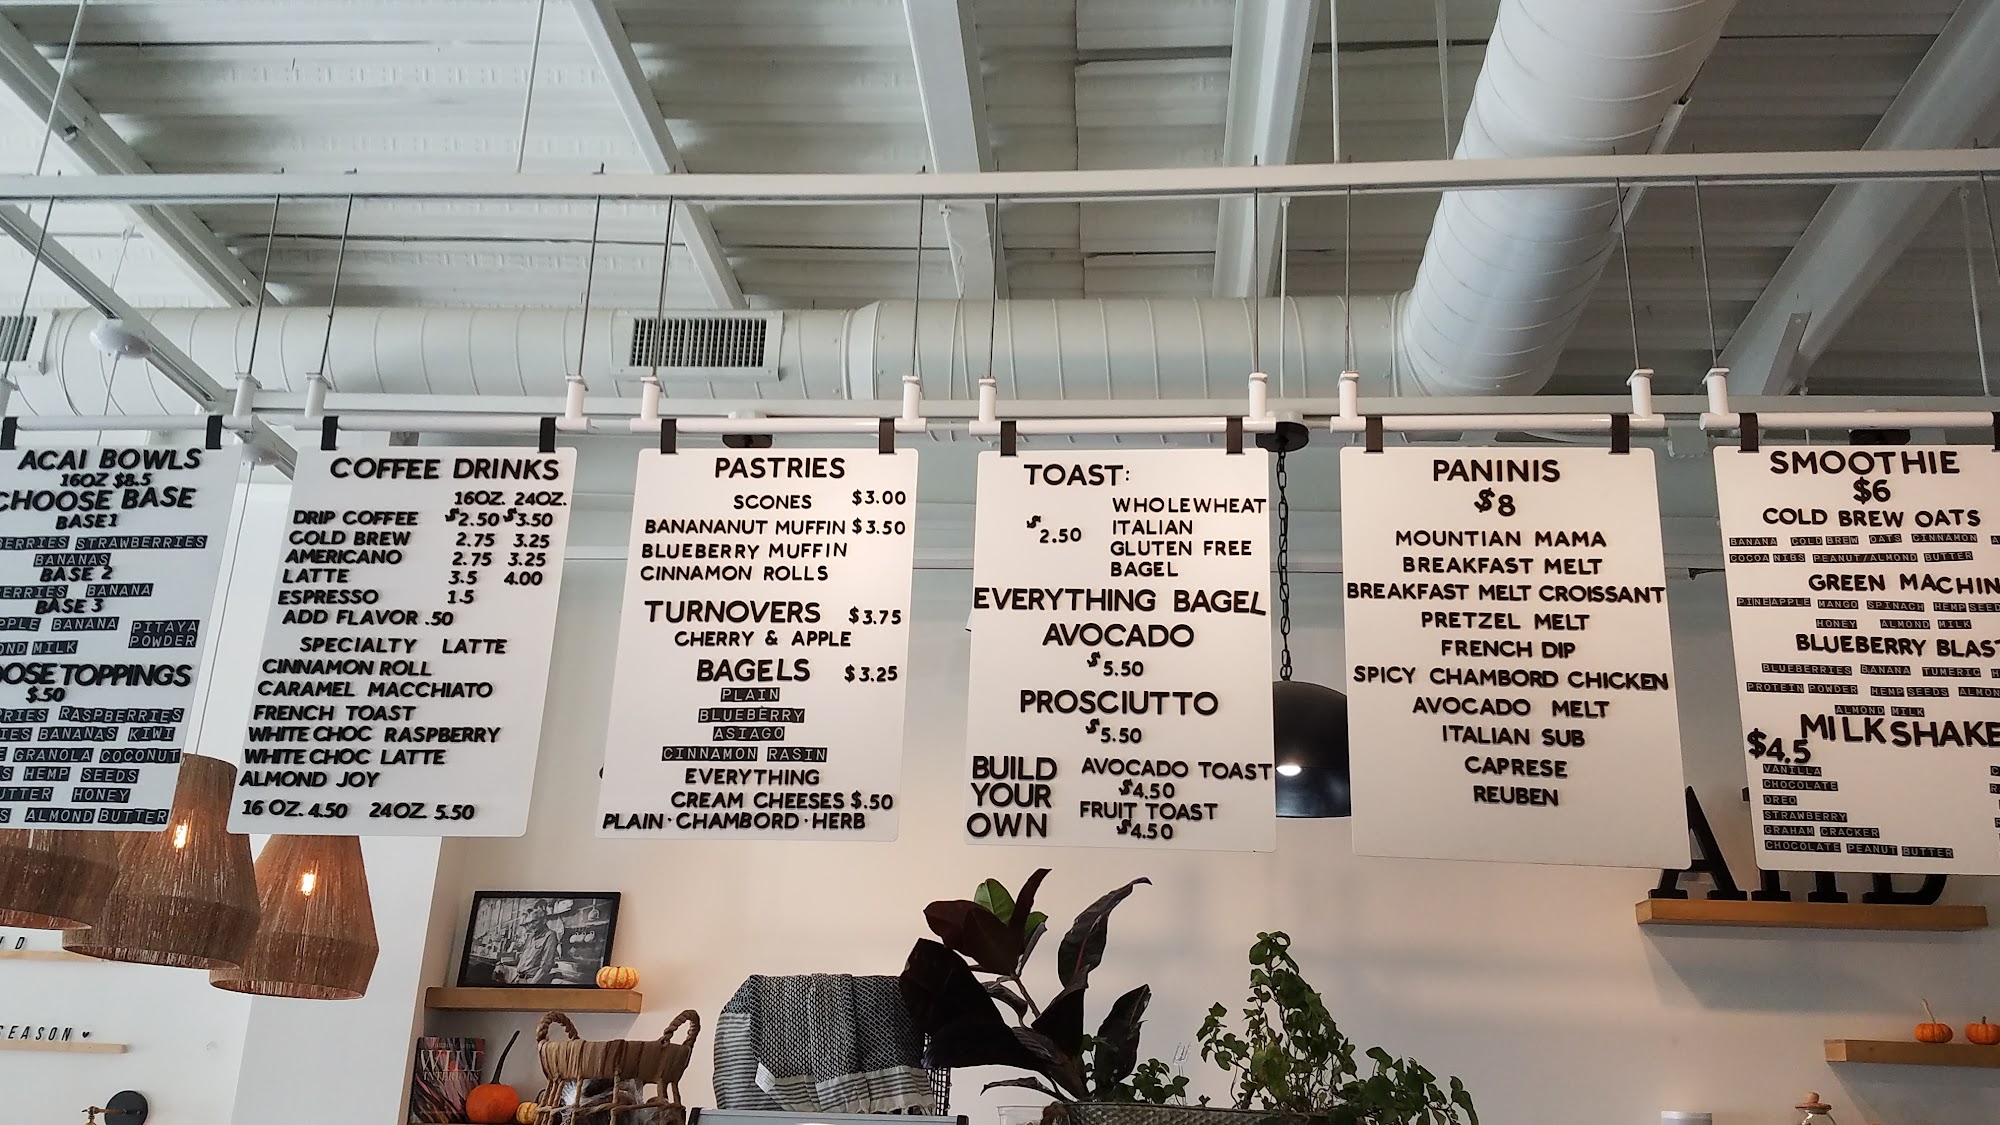 ACAI BOWLS
16OZ $8.5
CHOOSE BASE
BASE1
STRAWBERRIES
BANANAS
BASE 2
BANANA
BASE 3
BANANA PITAYA
POWDER
MILK
TOPPINGS
$.50
RASPBERRIES
BANANAS KIWI
GRANOLA COCONUT
HEMP SEEDS
HONEY
ALMOND BUTTER
COFFEE DRINKS
16OZ. 24OZ.
DRIP COFFEE $2.50 $3.50
COLD BREW 2.75 3.25
AMERICANO 2.75 3.25
LATTE 3.5 4.00
ESPRESSO 1.5
ADD FLAVOR .50
SPECIALTY LATTE
CINNAMON ROLL
CARAMEL MACCHIATO
FRENCH TOAST
WHITE CHOC RASPBERRY
WHITE CHOC LATTE
ALMOND JOY
16 OZ. 4.50 24OZ. 5.50
PASTRIES
SCONES $3.00
BANANANUT MUFFIN $3.50
BLUEBERRY MUFFIN
CINNAMON ROLLS
TURNOVERS $3.75
CHERRY & APPLE
BAGELS $3.25
PLAIN
BLUEBERRY
ASIAGO
CINNAMON RASIN
EVERYTHING
CREAM CHEESES $.50
PLAIN · CHAMBORD · HERB
TOAST:
WHOLEWHEAT
$2.50 ITALIAN
GLUTEN FREE
BAGEL
EVERYTHING BAGEL
AVOCADO
$5.50
PROSCIUTTO
$5.50
BUILD YOUR OWN
AVOCADO TOAST
$4.50
FRUIT TOAST
$4.50
PANINIS
$8
MOUNTIAN MAMA
BREAKFAST MELT
BREAKFAST MELT CROISSANT
PRETZEL MELT
FRENCH DIP
SPICY CHAMBORD CHICKEN
AVOCADO MELT
ITALIAN SUB
CAPRESE
REUBEN
SMOOTHIE
$6
COLD BREW OATS
BANANA COLD BREW OATS CINNAMON
COCOA NIBS PEANUT/ALMOND BUTTER
GREEN MACHIN
PINEAPPLE MANGO SPINACH HEMP SEED
HONEY ALMOND MILK
BLUEBERRY BLAST
BLUEBERRIES BANANA TUMERIC
PROTEIN POWDER HEMP SEEDS ALMON
ALMOND MILK
$4.5 MILKSHAKE
VANILLA
CHOCOLATE
OREO
STRAWBERRY
GRAHAM CRACKER
CHOCOLATE PEANUT BUTTER
AND
SEASON
WILD
INTERIORS